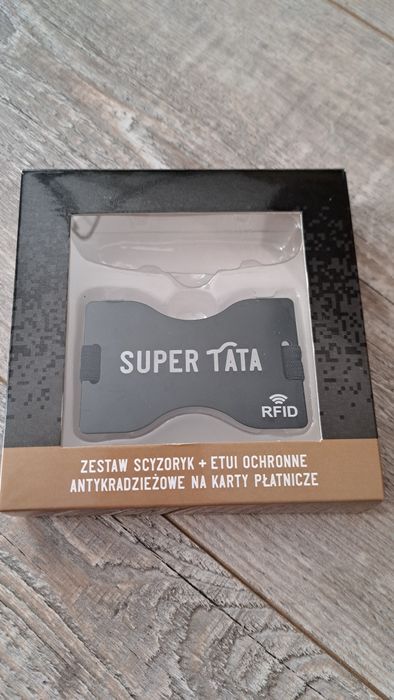 SUPER TATA
RFID
ZESTAW SCYZORYK + ETUI OCHRONNE
ANTYKRADZIEŻOWE NA KARTY PŁATNICZE